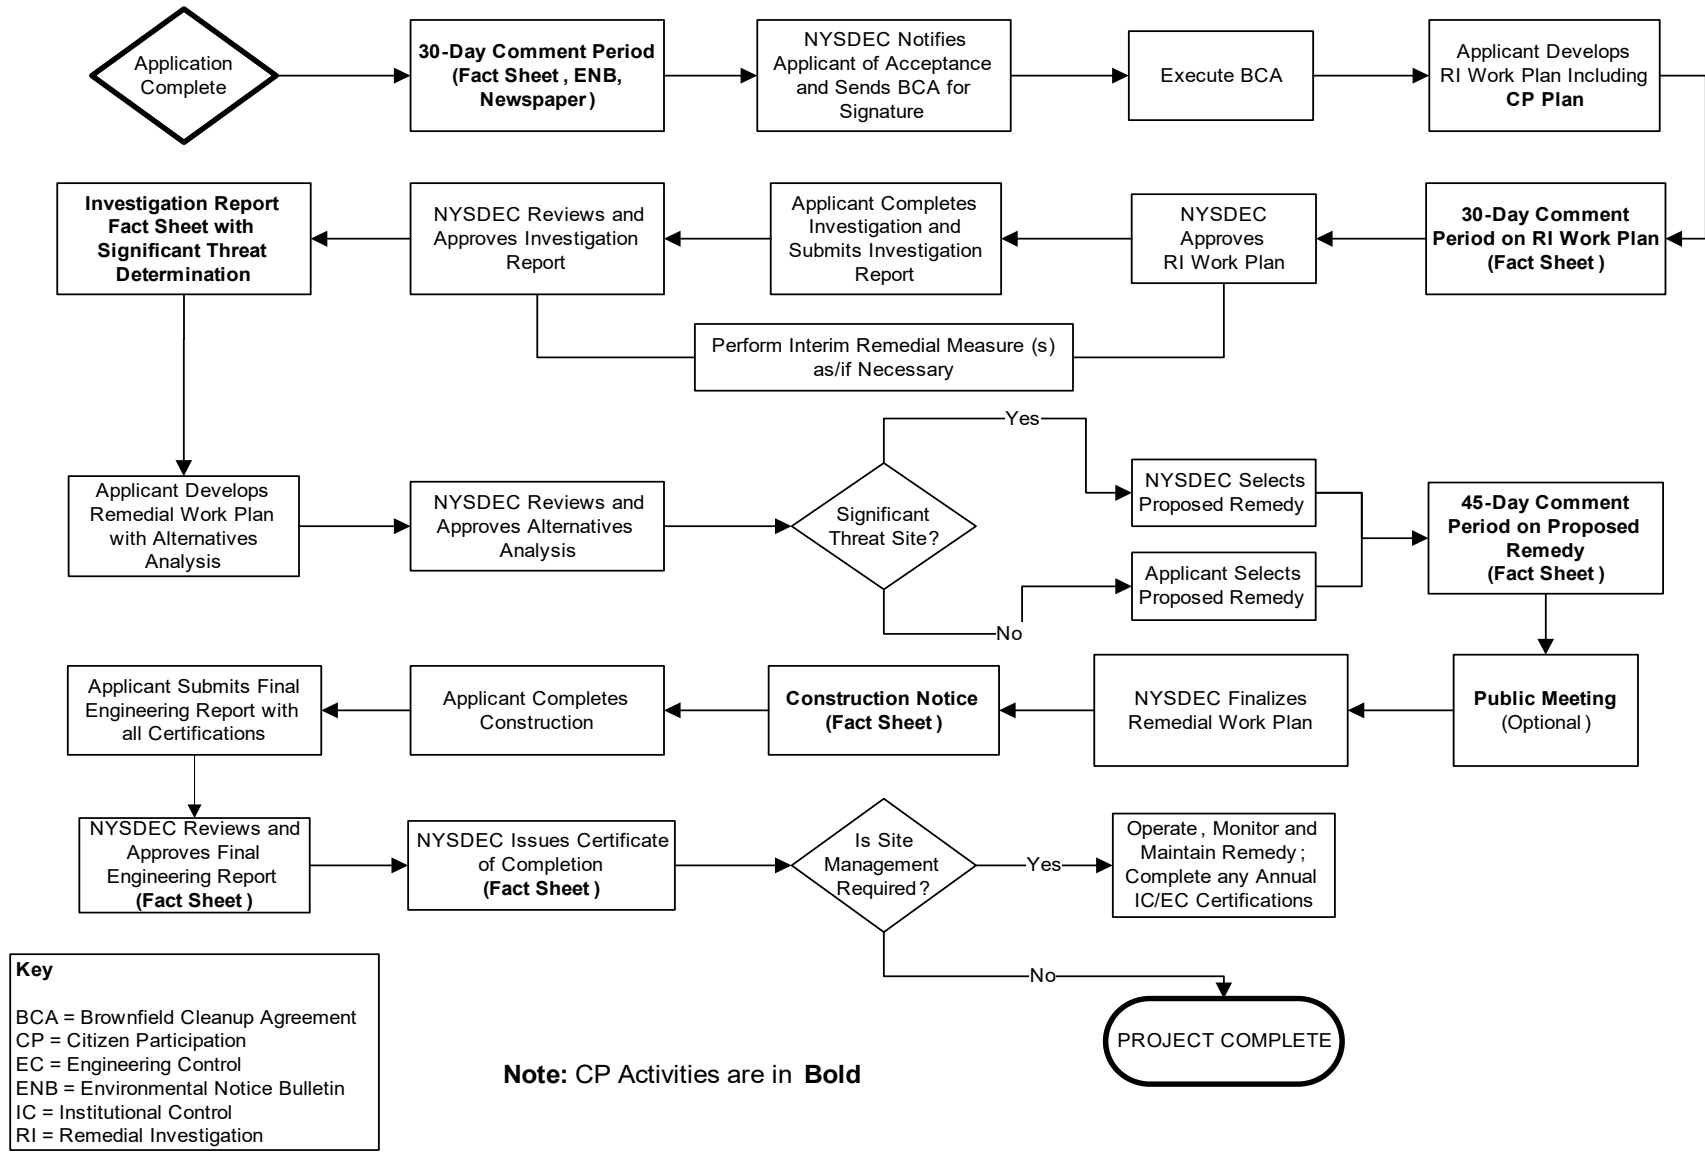 Application
Complete
30-Day Comment Period
(Fact Sheet , ENB,
Newspaper )
NYSDEC Notifies
Applicant of Acceptance
and Sends BCA for
Signature
Execute BCA
Applicant Develops
RI Work Plan Including
CP Plan
30-Day Comment
Period on RI Work Plan
(Fact Sheet )
NYSDEC
Approves
RI Work Plan
Applicant Completes
Investigation and
Submits Investigation
Report
NYSDEC Reviews and
Approves Investigation
Report
Investigation Report
Fact Sheet with
Significant Threat
Determination
Perform Interim Remedial Measure (s)
as/if Necessary
Applicant Develops
Remedial Work Plan
with Alternatives
Analysis
NYSDEC Reviews and
Approves Alternatives
Analysis
Significant
Threat Site?
Yes
No
NYSDEC Selects
Proposed Remedy
Applicant Selects
Proposed Remedy
45-Day Comment
Period on Proposed
Remedy
(Fact Sheet )
Public Meeting
(Optional )
NYSDEC Finalizes
Remedial Work Plan
Construction Notice
(Fact Sheet )
Applicant Completes
Construction
Applicant Submits Final
Engineering Report with
all Certifications
NYSDEC Reviews and
Approves Final
Engineering Report
(Fact Sheet )
NYSDEC Issues Certificate
of Completion
(Fact Sheet )
Is Site
Management
Required?
Yes
Operate , Monitor and
Maintain Remedy ;
Complete any Annual
IC/EC Certifications
No
PROJECT COMPLETE
Key
BCA = Brownfield Cleanup Agreement
CP = Citizen Participation
EC = Engineering Control
ENB = Environmental Notice Bulletin
IC = Institutional Control
RI = Remedial Investigation
Note: CP Activities are in Bold